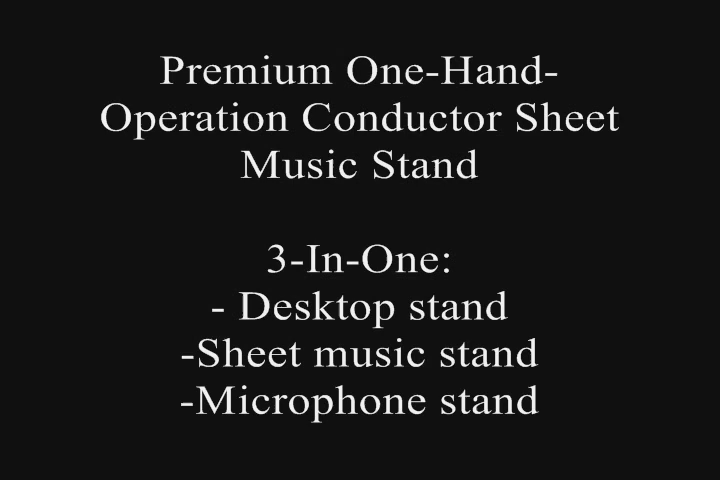 Premium One-Hand-
Operation Conductor Sheet
Music Stand
3-In-One:
- Desktop stand
-Sheet music stand
-Microphone stand